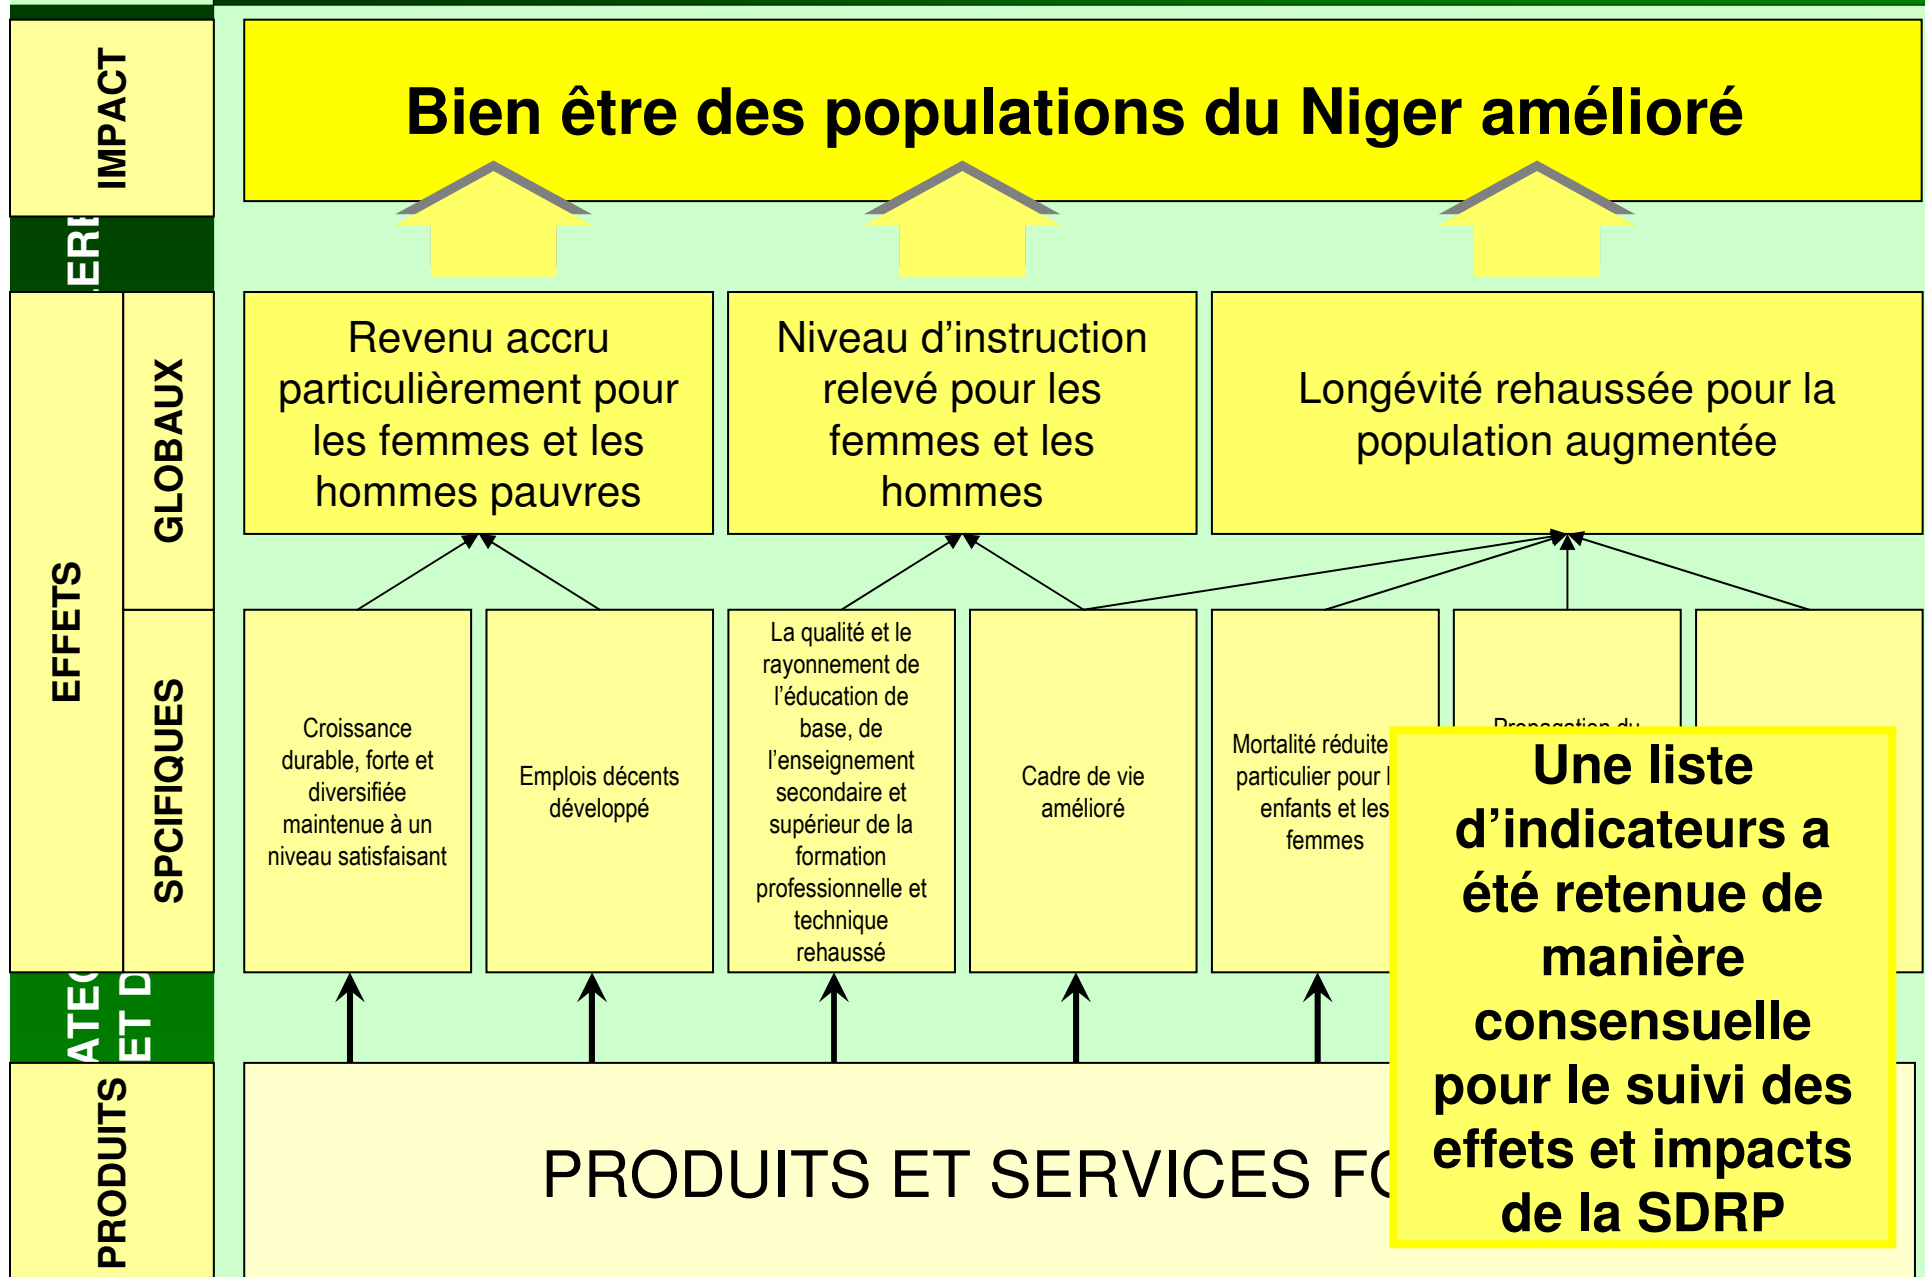 IMPACT
Bien être des populations du Niger amélioré
EFFETS
GLOBAUX
Revenu accru
particulièrement pour
les femmes et les
hommes pauvres
Niveau d’instruction
relevé pour les
femmes et les
hommes
Longévité rehaussée pour la
population augmentée
SPCIFIQUES
Croissance
durable, forte et
diversifiée
maintenue à un
niveau satisfaisant
Emplois décents
développé
La qualité et le
rayonnement de
l’éducation de
base, de
l’enseignement
secondaire et
supérieur de la
formation
professionnelle et
technique
rehaussé
Cadre de vie
amélioré
Mortalité réduite
particulier pour
enfants et les
femmes
Propagation du
Une liste
d’indicateurs a
été retenue de
manière
consensuelle
pour le suivi des
effets et impacts
de la SDRP
ET
PRODUITS
PRODUITS ET SERVICES